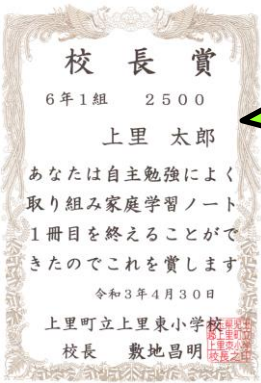 校長賞
6年1組 2500
上里 太郎
あなたは自主勉強によく
取り組み家庭学習ノート
1冊目を終えることがで
きたのでこれを賞します
令和3年4月30日
上里町立上里東小学校
校長 敷地昌明